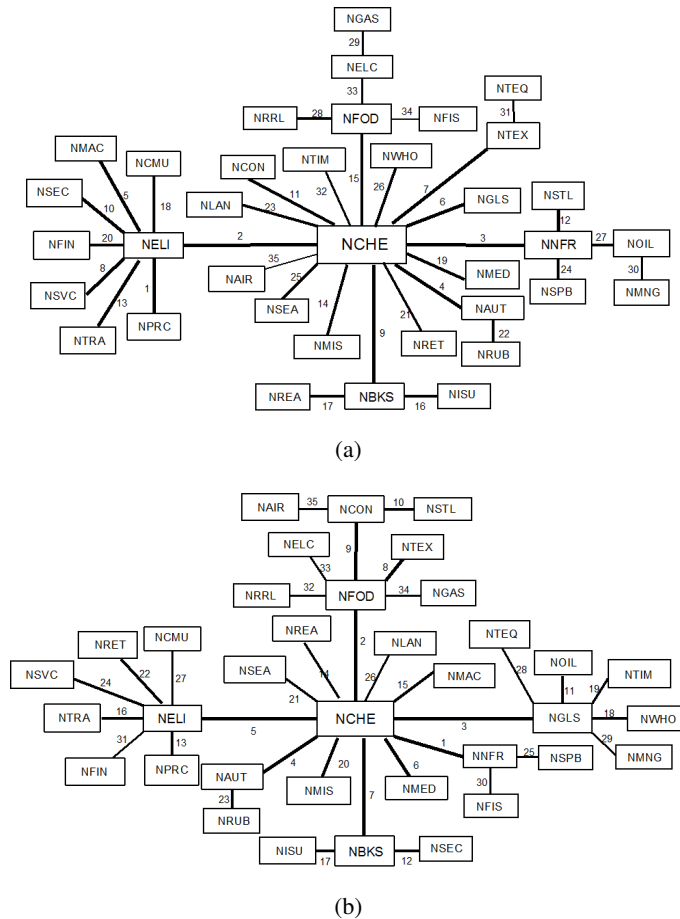 NGAS
29
NELC
33
NTEQ
31
NTEX
NRRL
28
NFOD
34
NFIS
NMAC
NCMU
NCON
NTIM
NWHO
15
7
5
18
11
32
26
6
NGLS
NSEC
10
NLAN
23
NSTL
12
NFIN
20
NELI
2
NCHE
3
NNFR
27
NOIL
8
35
NAIR
19
NMED
24
30
NSVC
13
1
25
NSEA
14
4
NAUT
NSPB
NMNG
NTRA
NPRC
NMIS
21
NRET
22
NRUB
9
NREA
17
NBKS
16
NISU
(a)
NAIR
35
NCON
10
NSTL
9
NELC
33
8
NTEX
NRRL
32
NFOD
34
NGAS
NCMU
NRET
NREA
2
NLAN
NTEQ
NOIL
NTIM
NSVC
24
22
27
NSEA
14
26
15
NMAC
28
11
19
21
NTRA
16
NELI
5
NCHE
3
NGLS
18
NWHO
31
13
4
20
6
1
NNFR
25
NSPB
29
NMNG
NFIN
NPRC
NAUT
NMIS
7
NMED
30
23
NFIS
NRUB
NISU
17
NBKS
12
NSEC
(b)